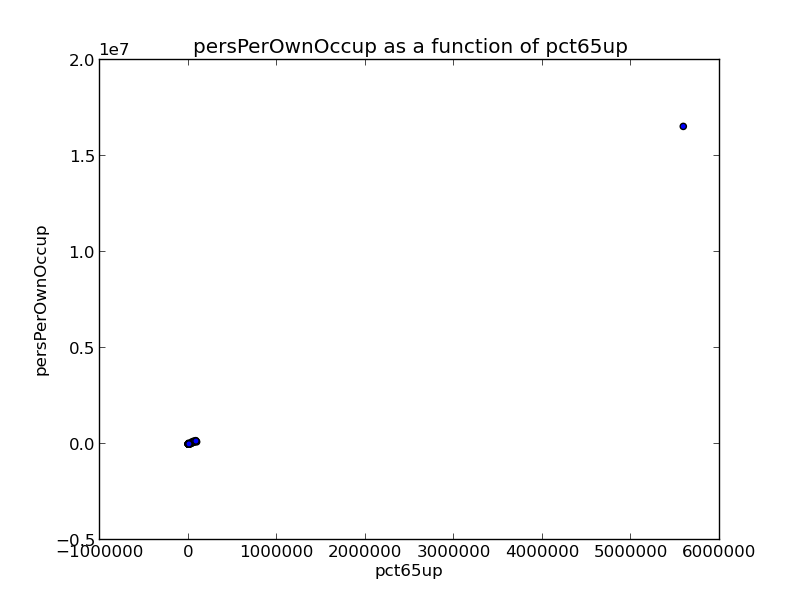 persPerOwnOccup as a function of pct65up
1e7
2.0
1.5
1.0
0.5
0.0
−0.5
−1000000 0 1000000 2000000 3000000 4000000 5000000 6000000
pct65up
persPerOwnOccup